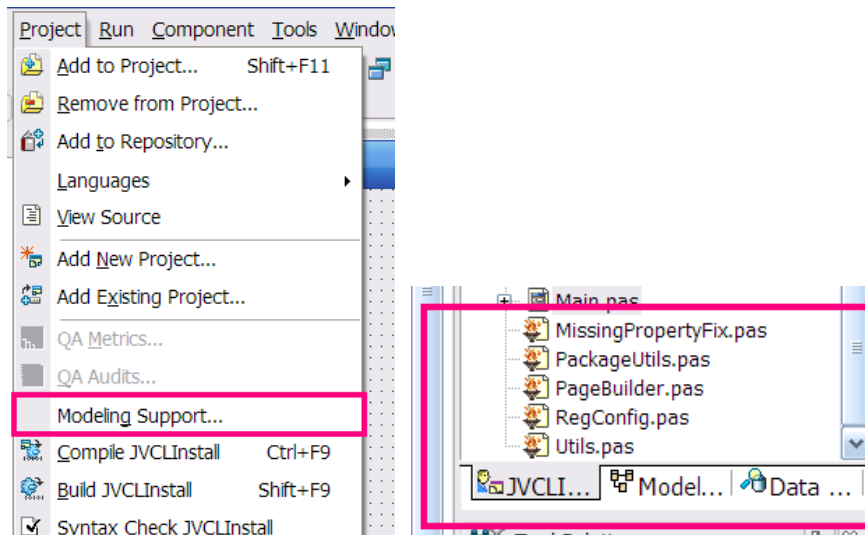 Project Run Component Tools Window
Add to Project... Shift+F11
Remove from Project...
Add to Repository...
Languages
View Source
Add New Project...
Add Existing Project...
QA Metrics...
QA Audits...
Modeling Support...
Compile JVCLInstall Ctrl+F9
Build JVCLInstall Shift+F9
Syntax Check JVCLInstall
Main.pas
MissingPropertyFix.pas
PackageUtils.pas
PageBuilder.pas
RegConfig.pas
Utils.pas
JVCLI... Model... Data ...